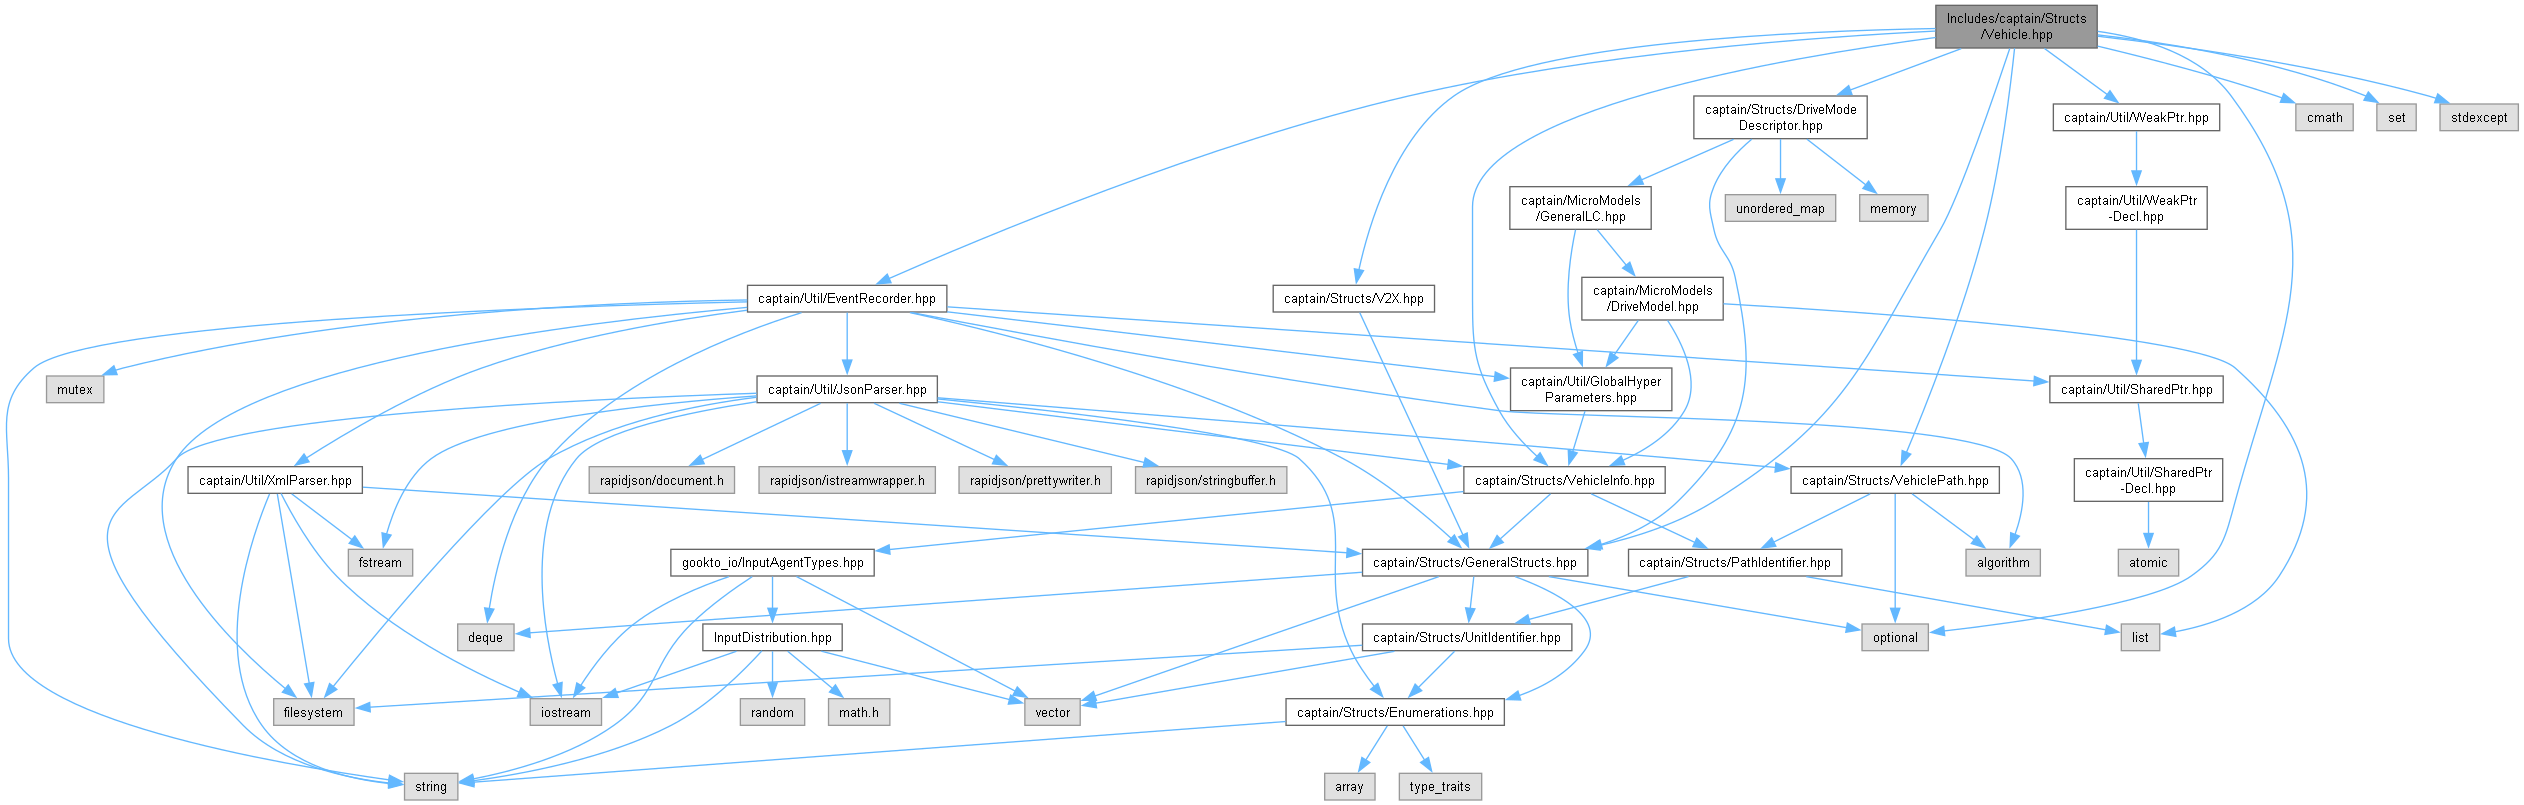 Includes/captain/Structs
/Vehicle.hpp
captain/Structs/DriveMode
Descriptor.hpp
captain/Util/WeakPtr.hpp
cmath
set
stdexcept
captain/MicroModels
/GeneralLC.hpp
unordered_map
memory
captain/Util/WeakPtr
-Decl.hpp
captain/Util/EventRecorder.hpp
captain/Structs/V2X.hpp
captain/MicroModels
/DriveModel.hpp
mutex
captain/Util/JsonParser.hpp
captain/Util/GlobalHyper
Parameters.hpp
captain/Util/SharedPtr.hpp
captain/Util/XmlParser.hpp
rapidjson/document.h
rapidjson/istreamwrapper.h
rapidjson/prettywriter.h
rapidjson/stringbuffer.h
captain/Structs/VehicleInfo.hpp
captain/Structs/VehiclePath.hpp
captain/Util/SharedPtr
-Decl.hpp
fstream
gookto_io/InputAgentTypes.hpp
captain/Structs/GeneralStructs.hpp
captain/Structs/PathIdentifier.hpp
algorithm
atomic
deque
InputDistribution.hpp
captain/Structs/UnitIdentifier.hpp
optional
list
filesystem
iostream
random
math.h
vector
captain/Structs/Enumerations.hpp
string
array
type_traits